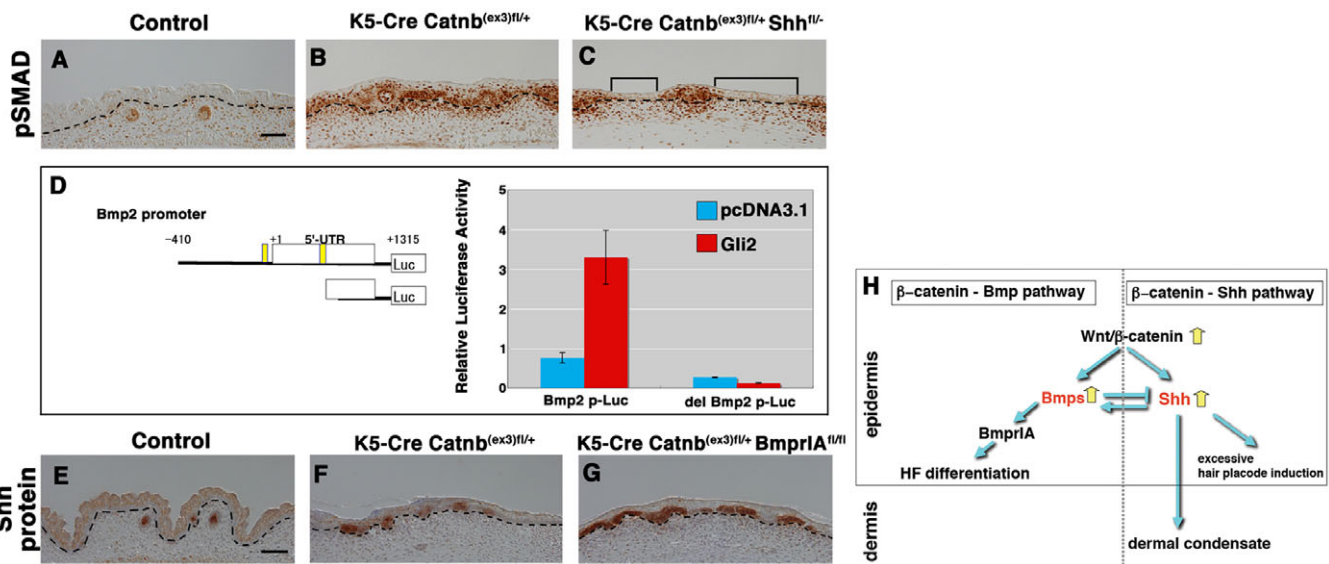 Control
K5-Cre Catnb(ex3)fl/+
K5-Cre Catnb(ex3)fl/+ Shhfl/-
pSMAD
A
B
C
D
Bmp2 promoter
−410
+1
5'-UTR
+1315
Luc
Luc
Relative Luciferase Activity
5
4
3
2
1
0
pcDNA3.1
Gli2
Bmp2 p-Luc
del Bmp2 p-Luc
Control
K5-Cre Catnb(ex3)fl/+
K5-Cre Catnb(ex3)fl/+ BmprIAfl/fl
Shh
protein
E
F
G
H
β−catenin - Bmp pathway
β−catenin - Shh pathway
Wnt/β-catenin
epidermis
Bmps
Shh
BmprIA
HF differentiation
excessive
hair placode induction
dermis
dermal condensate